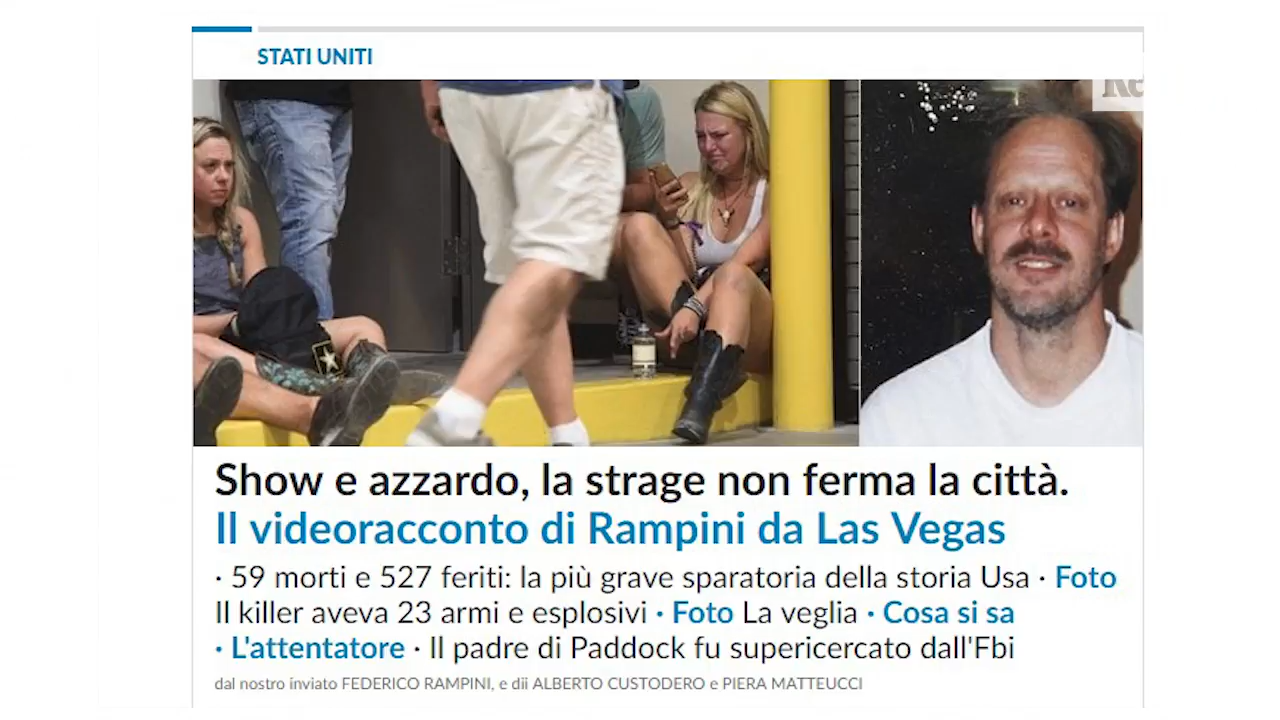 STATI UNITI
Show e azzardo, la strage non ferma la città.
Il videoracconto di Rampini da Las Vegas
· 59 morti e 527 feriti: la più grave sparatoria della storia Usa · Foto
Il killer aveva 23 armi e esplosivi · Foto La veglia · Cosa si sa
· L'attentatore · Il padre di Paddock fu supericercato dall'Fbi
dal nostro inviato FEDERICO RAMPINI, e dii ALBERTO CUSTODERO e PIERA MATTEUCCI